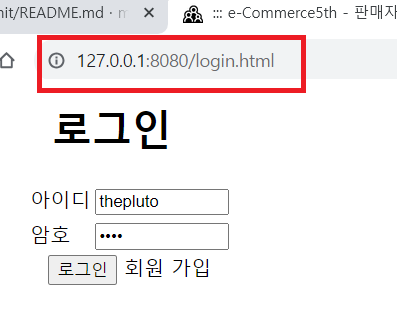 nit/README.md · m
::: e-Commerce5th - 판매자
127.0.0.1:8080/login.html
로그인
아이디 thepluto
암호 ••••
로그인 회원 가입